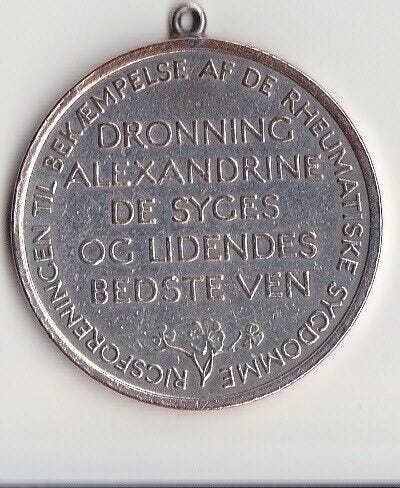 RIGSFORENINGEN TIL BEKÆMPELSE AF DE RHEUMATISKE SYGDOMME
DRONNING
ALEXANDRINE
DE SYGES
OG LIDENDES
BEDSTE VEN